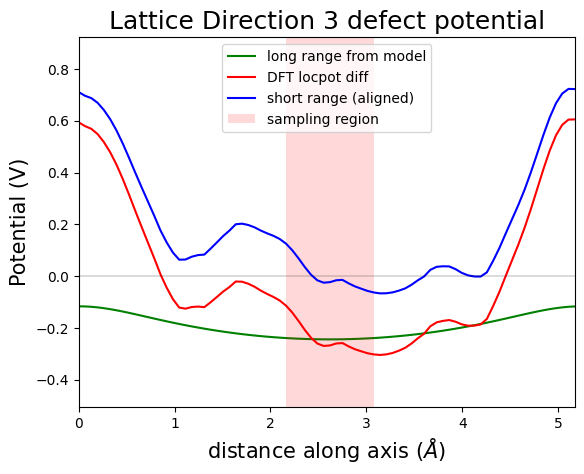 Lattice Direction 3 defect potential
long range from model
DFT locpot diff
short range (aligned)
sampling region
Potential (V)
0.8
0.6
0.4
0.2
0.0
−0.2
−0.4
0 1 2 3 4 5
distance along axis (Å)